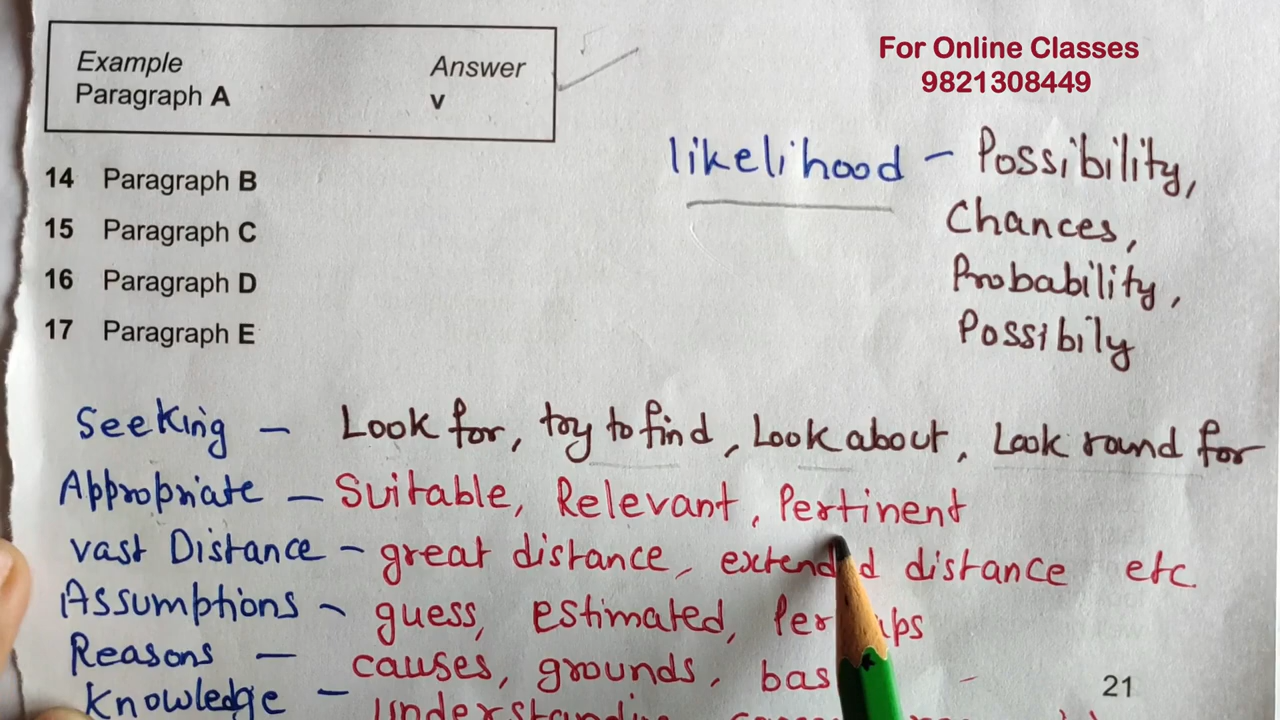 For Online Classes
9821308449
Example Answer
Paragraph A v
14 Paragraph B
15 Paragraph C
16 Paragraph D
17 Paragraph E
likelihood – Possibility,
Chances,
Probability,
Possibily
Seeking – Look for, try to find, Look about, Look round for
Appropriate – Suitable, Relevant, Pertinent
vast Distance – great distance, extended distance etc
Assumptions – guess, estimated,
Reasons – causes, grounds,
21
Knowledge –